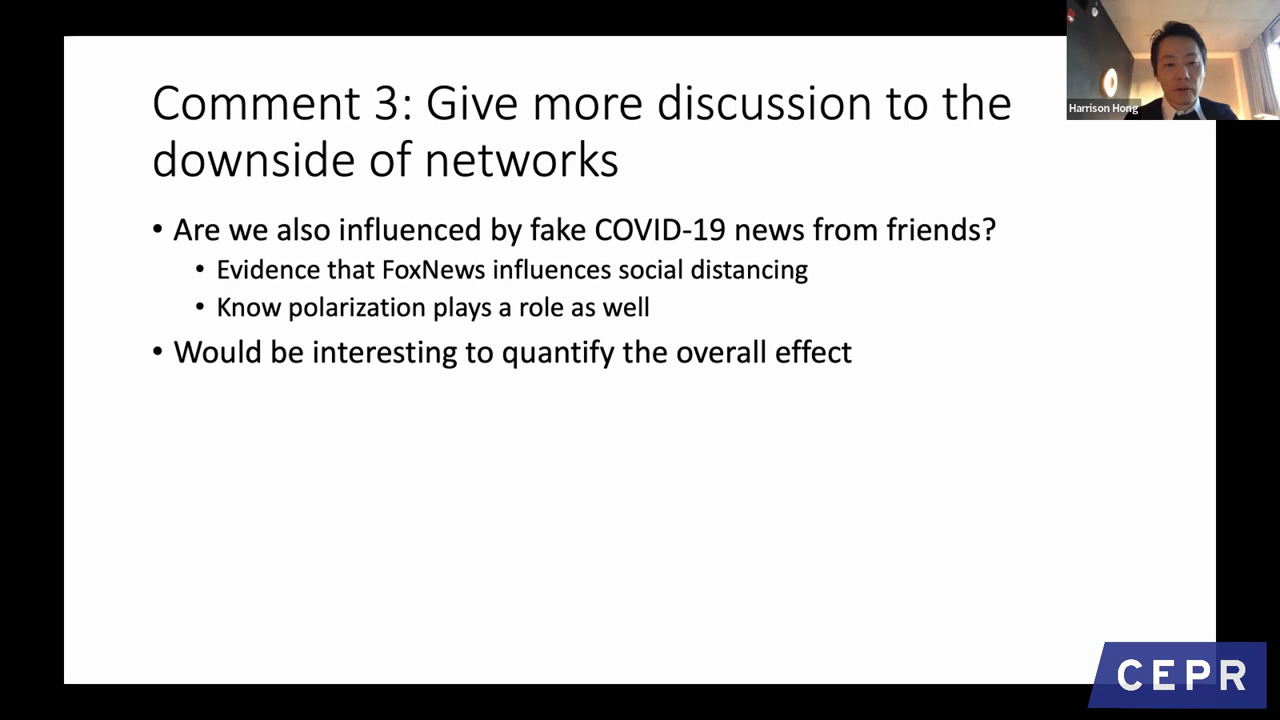 Comment 3: Give more discussion to the
downside of networks
• Are we also influenced by fake COVID-19 news from friends?
• Evidence that FoxNews influences social distancing
• Know polarization plays a role as well
• Would be interesting to quantify the overall effect
Harrison Hong
CEPR